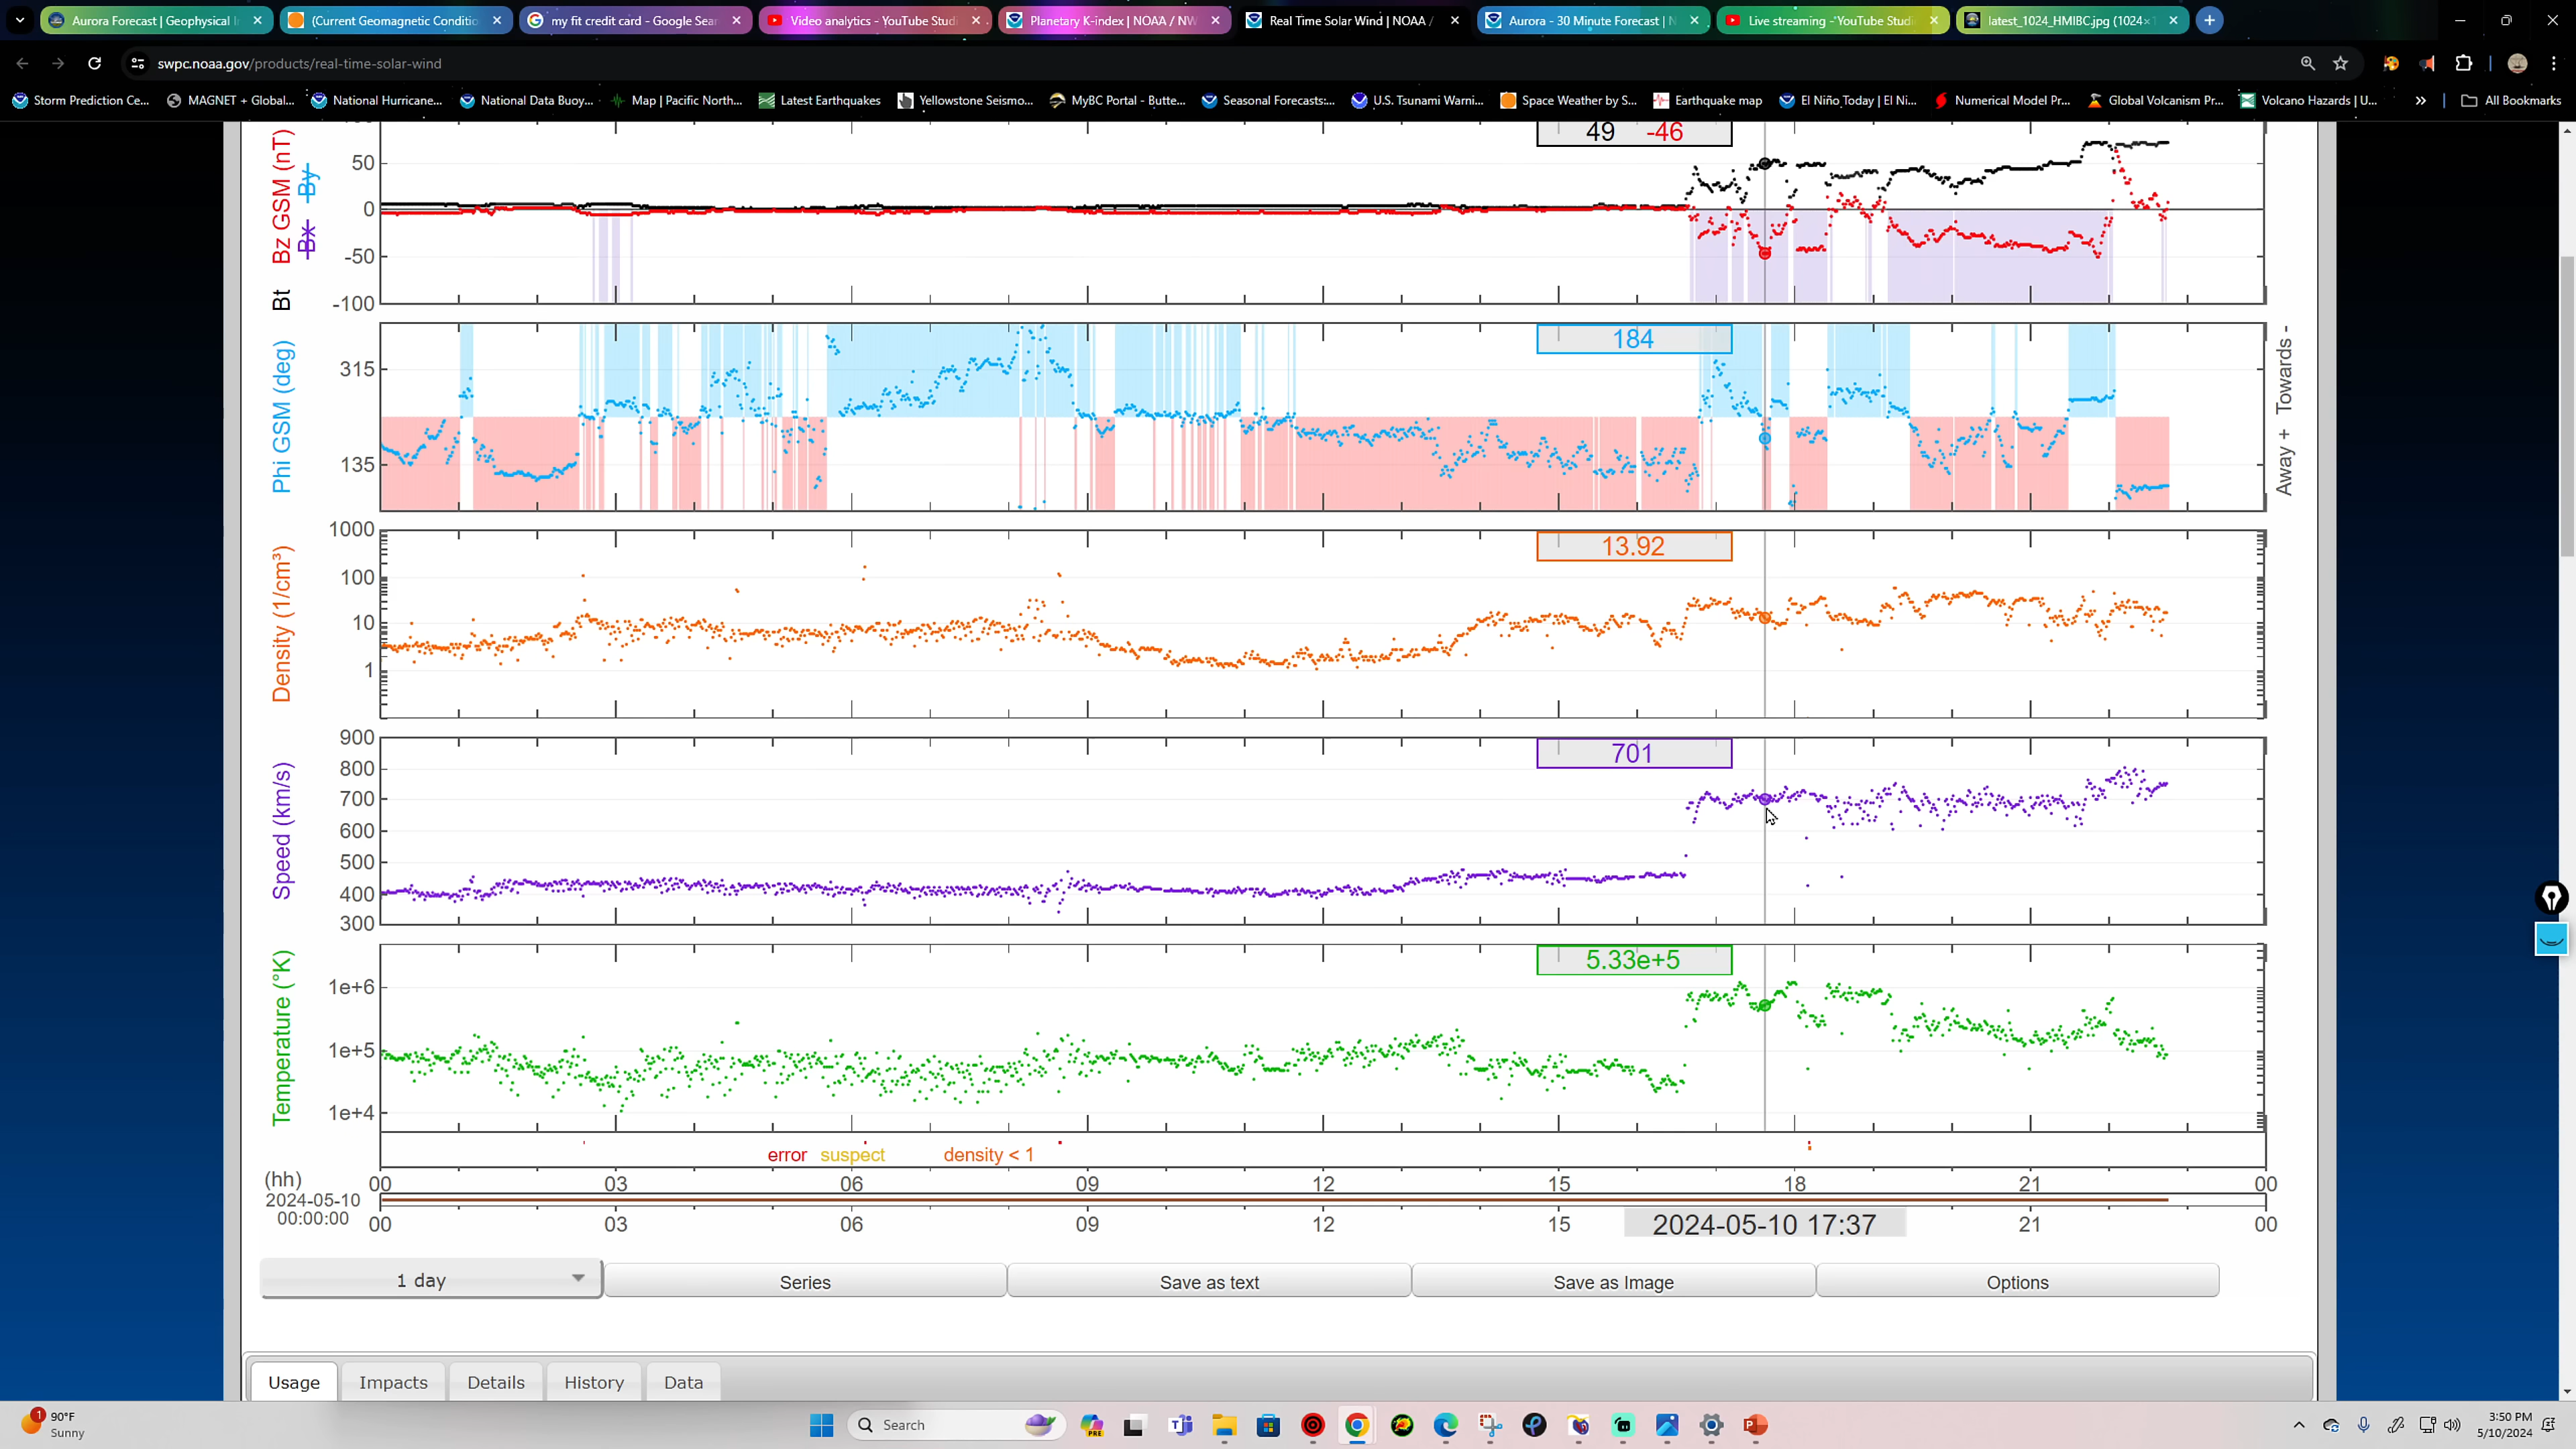 Aurora Forecast | Geophysical I
(Current Geomagnetic Conditio
my fit credit card - Google Sear
Video analytics - YouTube Studi
Planetary K-index | NOAA / NW
Real Time Solar Wind | NOAA /
Aurora - 30 Minute Forecast | N
Live streaming - YouTube Studi
latest_1024_HMIBC.jpg (1024×1
swpc.noaa.gov/products/real-time-solar-wind
Storm Prediction Ce...
MAGNET + Global...
National Hurricane...
National Data Buoy...
Map | Pacific North...
Latest Earthquakes
Yellowstone Seismo...
MyBC Portal - Butte...
Seasonal Forecasts:...
U.S. Tsunami Warni...
Space Weather by S...
Earthquake map
El Niño Today | El Ni...
Numerical Model Pr...
Global Volcanism Pr...
Volcano Hazards | U...
All Bookmarks
Bt Bz GSM (nT)
Bx By
50
0
-50
-100
49 -46
Phi GSM (deg)
315
135
184
Away + Towards -
Density (1/cm³)
1000
100
10
1
13.92
Speed (km/s)
900
800
700
600
500
400
300
701
Temperature (°K)
1e+6
1e+5
1e+4
5.33e+5
error suspect density < 1
(hh) 00 03 06 09 12 15 18 21 00
2024-05-10
00:00:00 00 03 06 09 12 15 2024-05-10 17:37 21 00
1 day
Series
Save as text
Save as Image
Options
Usage
Impacts
Details
History
Data
1
90°F
Sunny
Search
PRE
3:50 PM
5/10/2024